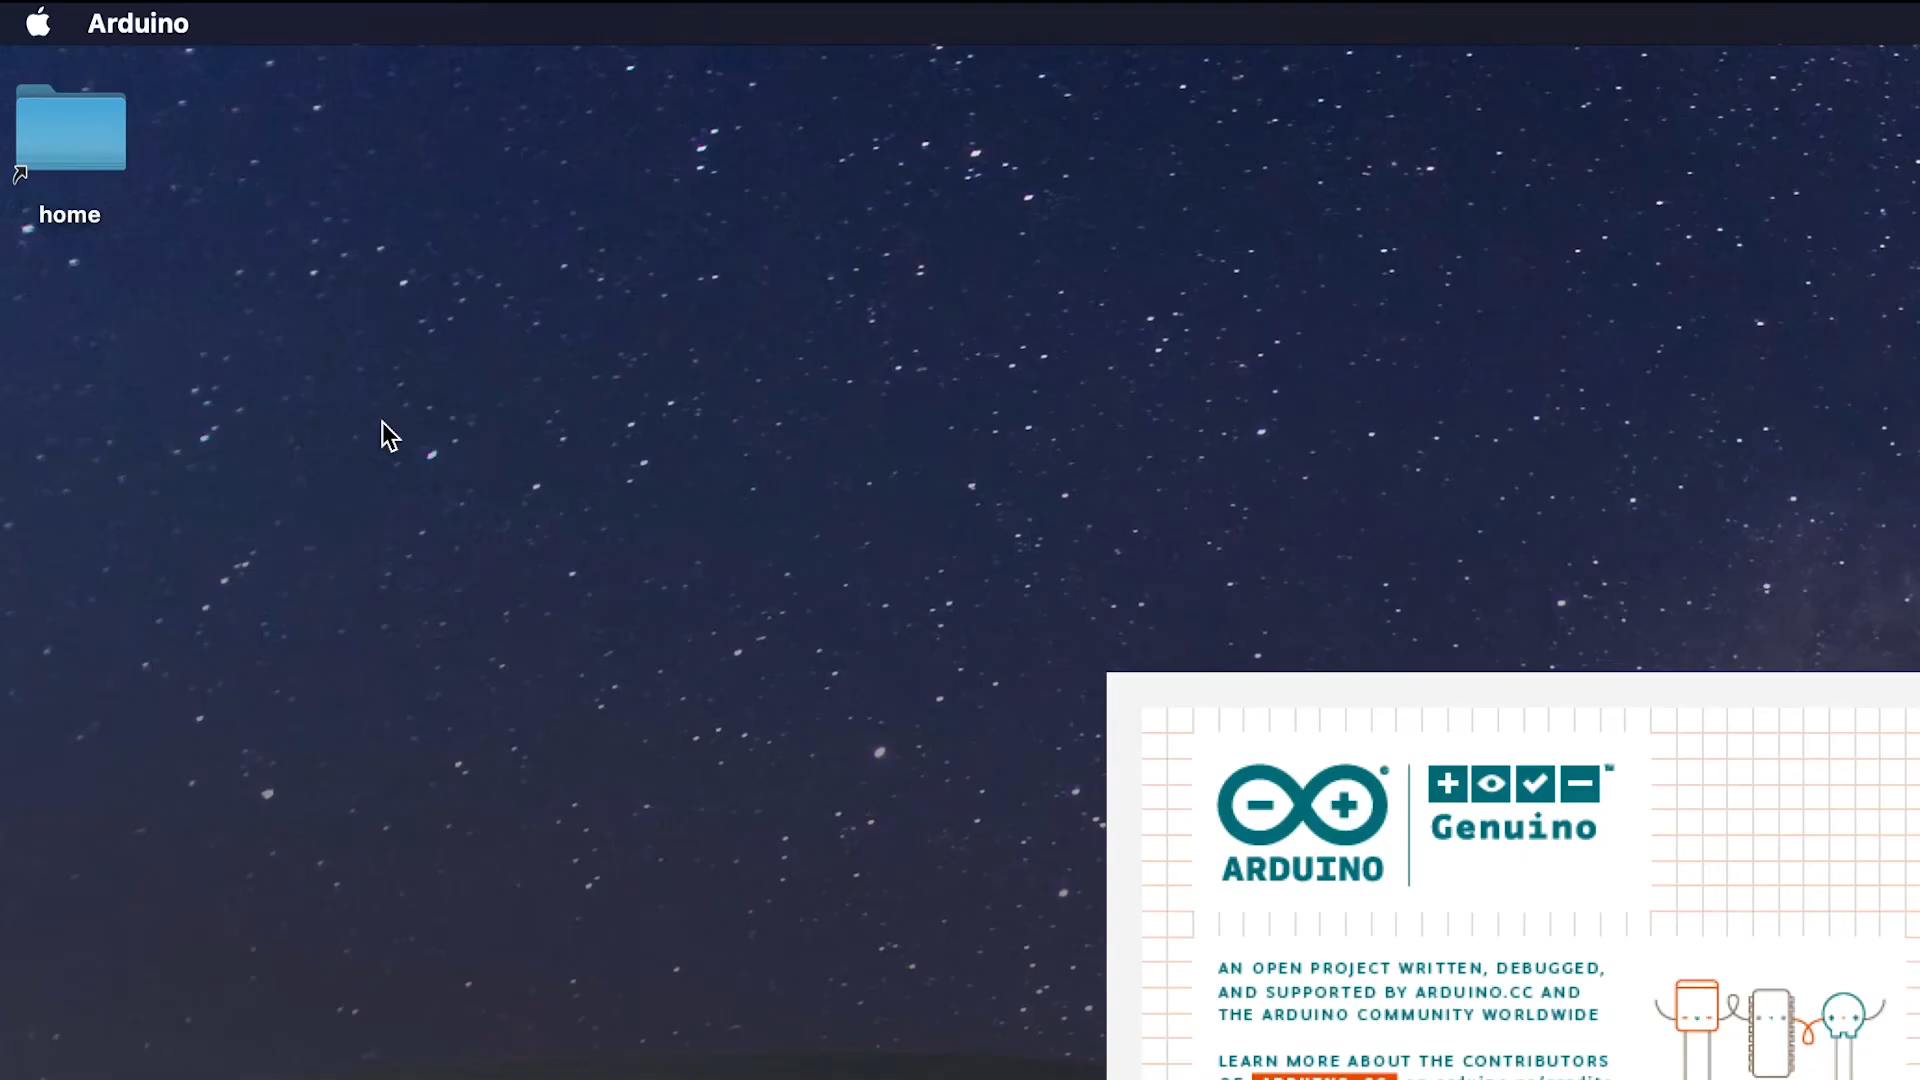 Arduino
home
ARDUINO
Genuino
AN OPEN PROJECT WRITTEN, DEBUGGED,
AND SUPPORTED BY ARDUINO.CC AND
THE ARDUINO COMMUNITY WORLDWIDE
LEARN MORE ABOUT THE CONTRIBUTORS